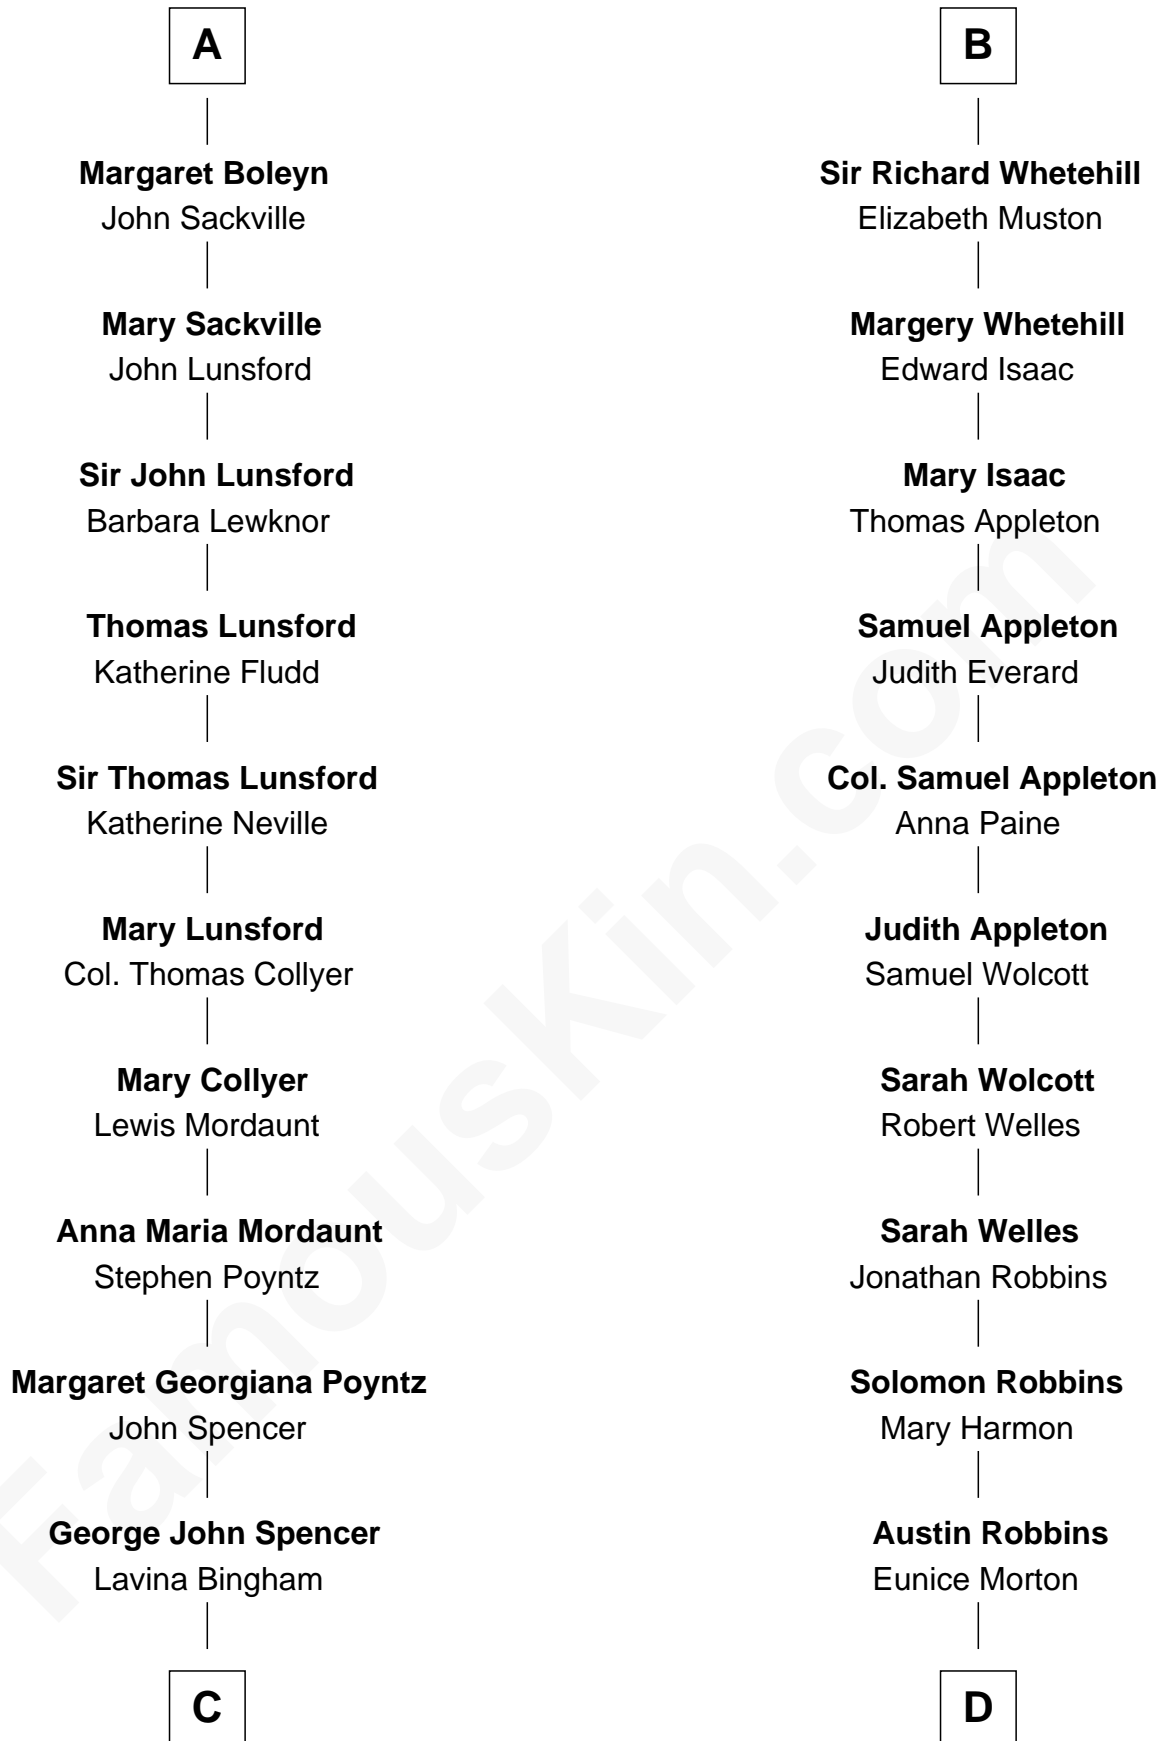 A
Margaret Boleyn
John Sackville
Mary Sackville
John Lunsford
Sir John Lunsford
Barbara Lewknor
Thomas Lunsford
Katherine Fludd
Sir Thomas Lunsford
Katherine Neville
Mary Lunsford
Col. Thomas Collyer
Mary Collyer
Lewis Mordaunt
Anna Maria Mordaunt
Stephen Poyntz
Margaret Georgiana Poyntz
John Spencer
George John Spencer
Lavina Bingham
C
B
Sir Richard Whetehill
Elizabeth Muston
Margery Whetehill
Edward Isaac
Mary Isaac
Thomas Appleton
Samuel Appleton
Judith Everard
Col. Samuel Appleton
Anna Paine
Judith Appleton
Samuel Wolcott
Sarah Wolcott
Robert Welles
Sarah Welles
Jonathan Robbins
Solomon Robbins
Mary Harmon
Austin Robbins
Eunice Morton
D
FamousKin.com